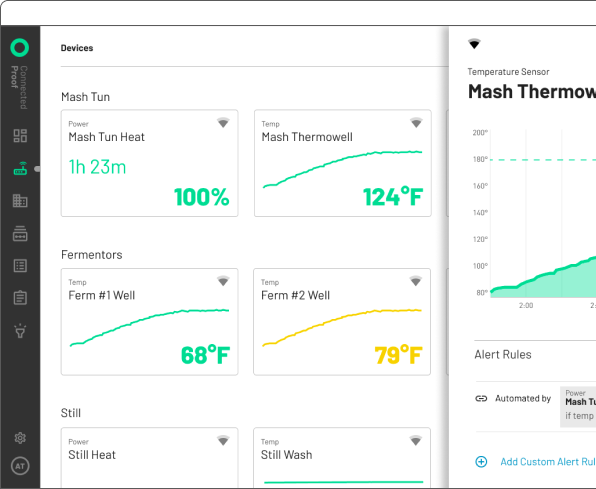 Connected
Proof
AT
Devices
Mash Tun
Power
Mash Tun Heat
1h 23m
100%
Temp
Mash Thermowell
124°F
Fermentors
Temp
Ferm #1 Well
68°F
Temp
Ferm #2 Well
79°F
Still
Power
Still Heat
Temp
Still Wash
Temperature Sensor
Mash Thermow
200°
180°
160°
140°
120°
100°
80°
2:00
2:
Alert Rules
Automated by
Power
Mash Tu
if temp
Add Custom Alert Rul